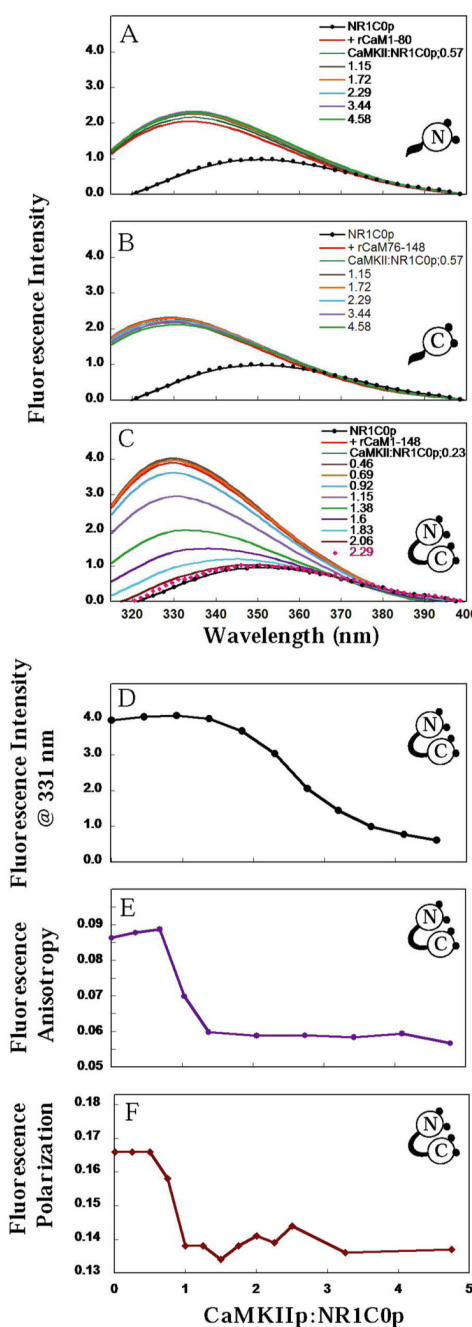 Fluorescence Intensity
A
NR1C0p
+ rCaM1-80
CaMKII:NR1C0p;0.57
1.15
1.72
2.29
3.44
4.58
N
4.0
3.0
2.0
1.0
0.0
B
NR1C0p
+ rCaM76-148
CaMKII:NR1C0p;0.57
1.15
1.72
2.29
3.44
4.58
C
4.0
3.0
2.0
1.0
0.0
C
NR1C0p
+ rCaM1-148
CaMKII:NR1C0p;0.23
0.46
0.69
0.92
1.15
1.38
1.6
1.83
2.06
2.29
N
C
4.0
3.0
2.0
1.0
0.0
320 330 340 350 360 370 380 390 400
Wavelength (nm)
Fluorescence Intensity
@ 331 nm
D
N
C
4.0
3.0
2.0
1.0
0.0
Fluorescence
Anisotropy
E
N
C
0.09
0.08
0.07
0.06
0.05
Fluorescence
Polarization
F
N
C
0.18
0.17
0.16
0.15
0.14
0.13
0 1 2 3 4 5
CaMKIIp:NR1C0p